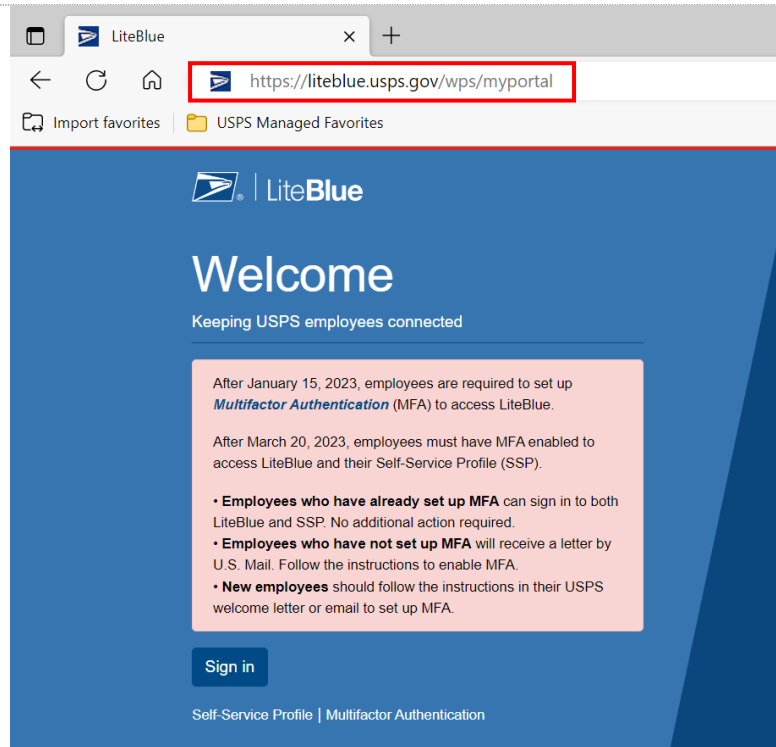 LiteBlue
https://liteblue.usps.gov/wps/myportal
Import favorites
USPS Managed Favorites
® LiteBlue
Welcome
Keeping USPS employees connected
After January 15, 2023, employees are required to set up
Multifactor Authentication (MFA) to access LiteBlue.
After March 20, 2023, employees must have MFA enabled to
access LiteBlue and their Self-Service Profile (SSP).
• Employees who have already set up MFA can sign in to both
LiteBlue and SSP. No additional action required.
• Employees who have not set up MFA will receive a letter by
U.S. Mail. Follow the instructions to enable MFA.
• New employees should follow the instructions in their USPS
welcome letter or email to set up MFA.
Sign in
Self-Service Profile | Multifactor Authentication